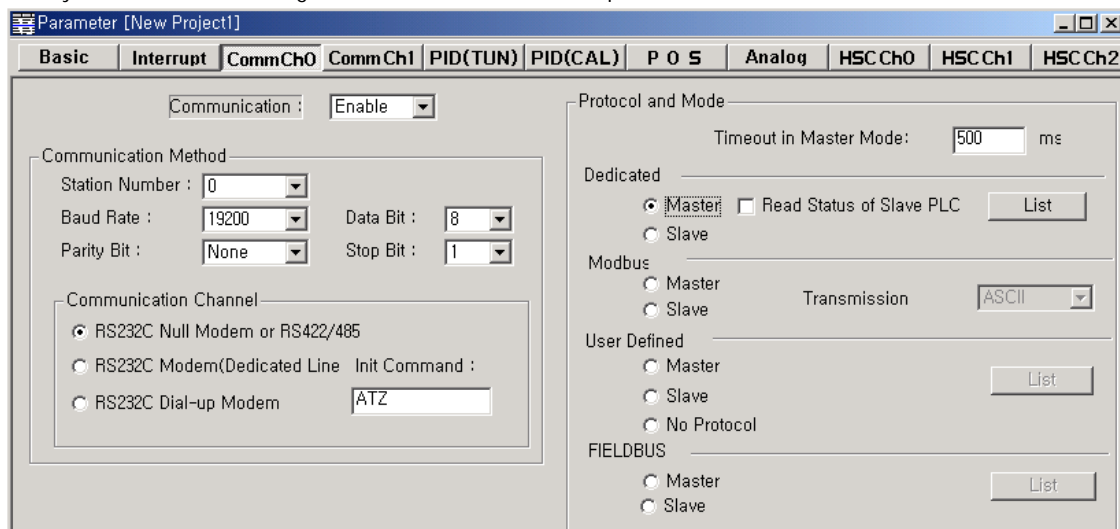 Parameter [New Project1]
Basic Interrupt CommCh0 CommCh1 PID(TUN) PID(CAL) P O S Analog HSCCh0 HSCCh1 HSCCh2
Communication : Enable
Communication Method
Station Number : 0
Baud Rate : 19200 Data Bit : 8
Parity Bit : None Stop Bit : 1
Communication Channel
RS232C Null Modem or RS422/485
RS232C Modem(Dedicated Line Init Command :
RS232C Dial-up Modem ATZ
Protocol and Mode
Timeout in Master Mode: 500 ms
Dedicated
Master Read Status of Slave PLC List
Slave
Modbus
Master
Slave
Transmission ASCII
User Defined
Master
Slave
List
No Protocol
FIELDBUS
Master
List
Slave